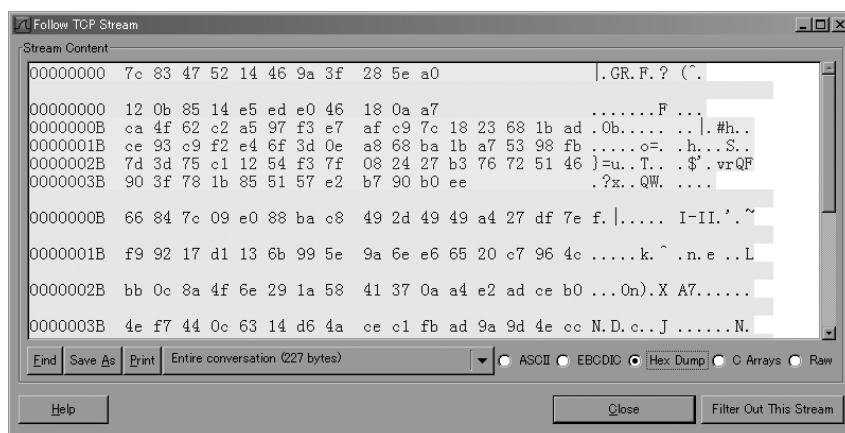 Follow TCP Stream
Stream Content
00000000 7c 83 47 52 14 46 9a 3f 28 5e a0 |.GR.F.? (^.
00000000 12 0b 85 14 e5 ed e0 46 18 0a a7 .......F ...
0000000B ca 4f 62 c2 a5 97 f3 e7 af c9 7c 18 23 68 1b ad .Ob..... ..|.#h..
0000001B ce 93 c9 f2 e4 6f 3d 0e a8 68 ba 1b a7 53 98 fb .....o=. .h...S..
0000002B 7d 3d 75 c1 12 54 f3 7f 08 24 27 b3 76 72 51 46 }=u..T.. .$'.vrQF
0000003B 90 3f 78 1b 85 51 57 e2 b7 90 b0 ee .?x..QW. ....
0000000B 66 84 7c 09 e0 88 ba c8 49 2d 49 49 a4 27 df 7e f.|..... I-II.'.~
0000001B f9 92 17 d1 13 6b 99 5e 9a 6e e6 65 20 c7 96 4c .....k.^ .n.e ..L
0000002B bb 0c 8a 4f 6e 29 1a 58 41 37 0a a4 e2 ad ce b0 ...On).X A7......
0000003B 4e f7 44 0c 63 14 d6 4a ce c1 fb ad 9a 9d 4e cc N.D.c..J ......N.
Find Save As Print Entire conversation (227 bytes) ASCII EBCDIC Hex Dump C Arrays Raw
Help Close Filter Out This Stream